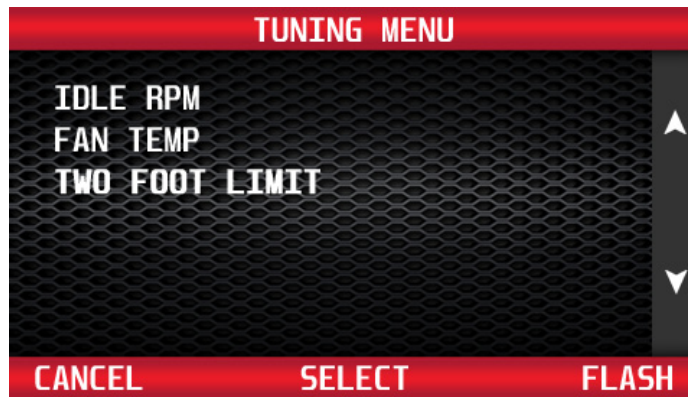 TUNING MENU
IDLE RPM
FAN TEMP
TWO FOOT LIMIT
CANCEL SELECT FLASH